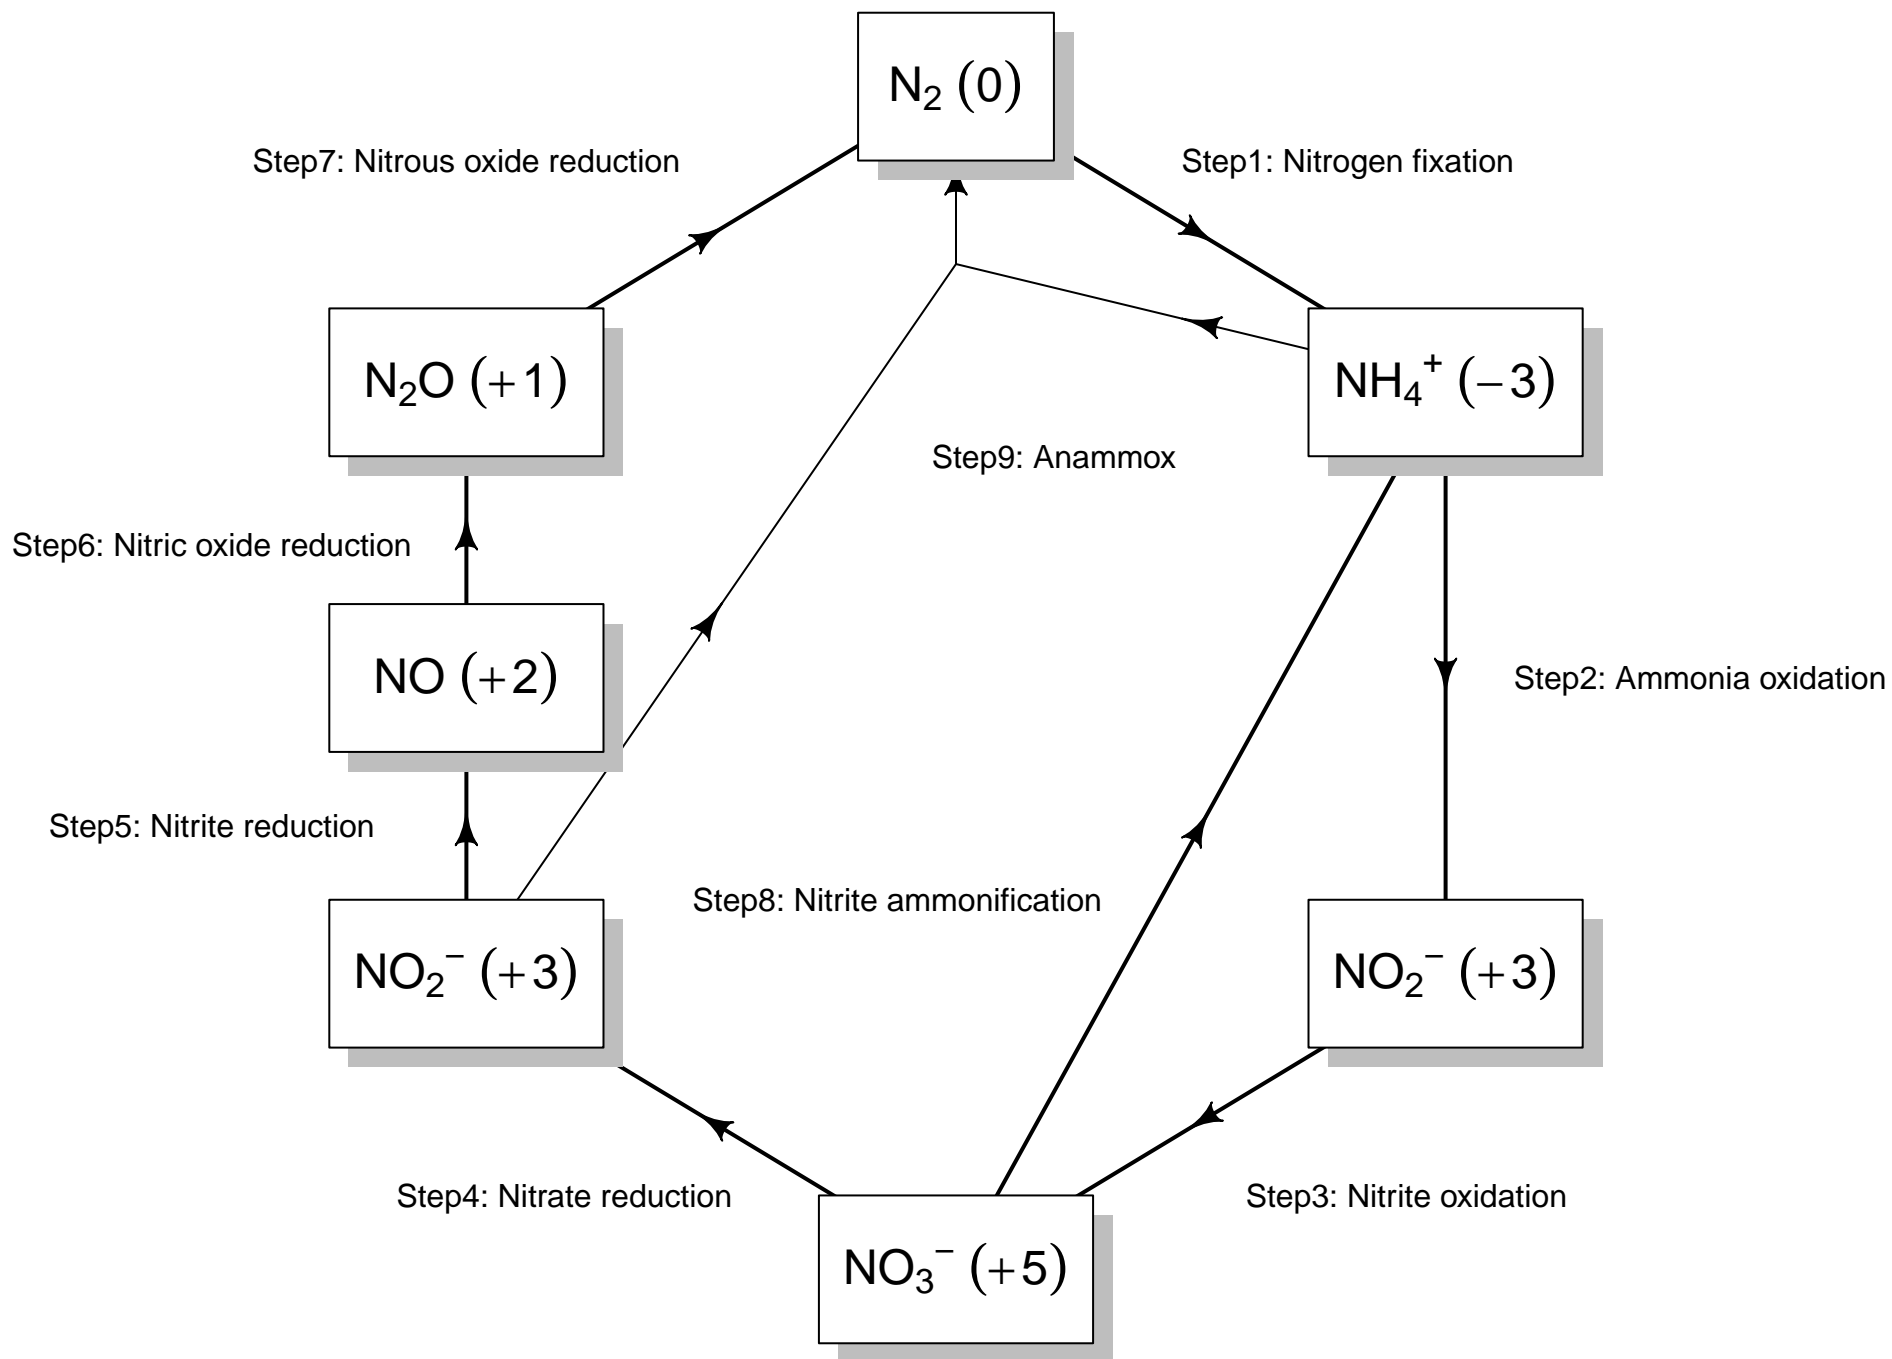 N₂ (0)
Step7: Nitrous oxide reduction
Step1: Nitrogen fixation
N₂O (+1)
NH₄⁺ (−3)
Step9: Anammox
Step6: Nitric oxide reduction
NO (+2)
Step2: Ammonia oxidation
Step5: Nitrite reduction
Step8: Nitrite ammonification
NO₂⁻ (+3)
NO₂⁻ (+3)
Step4: Nitrate reduction
Step3: Nitrite oxidation
NO₃⁻ (+5)